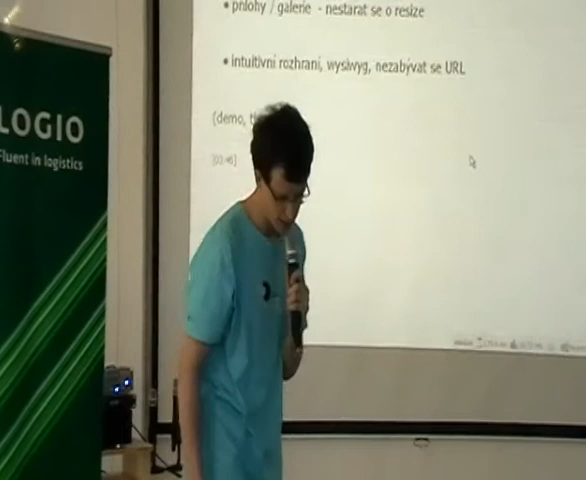 • přílohy / galerie - nestarat se o resize
• intuitivní rozhraní, wysiwyg, nezabývat se URL
(demo,
LOGIO
Fluent in logistics